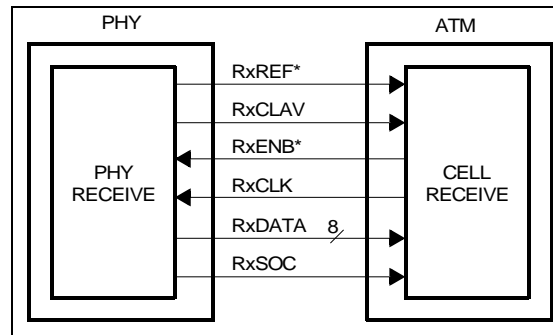 PHY
ATM
RxREF*
RxCLAV
RxENB*
RxCLK
RxDATA 8
RxSOC
PHY
RECEIVE
CELL
RECEIVE